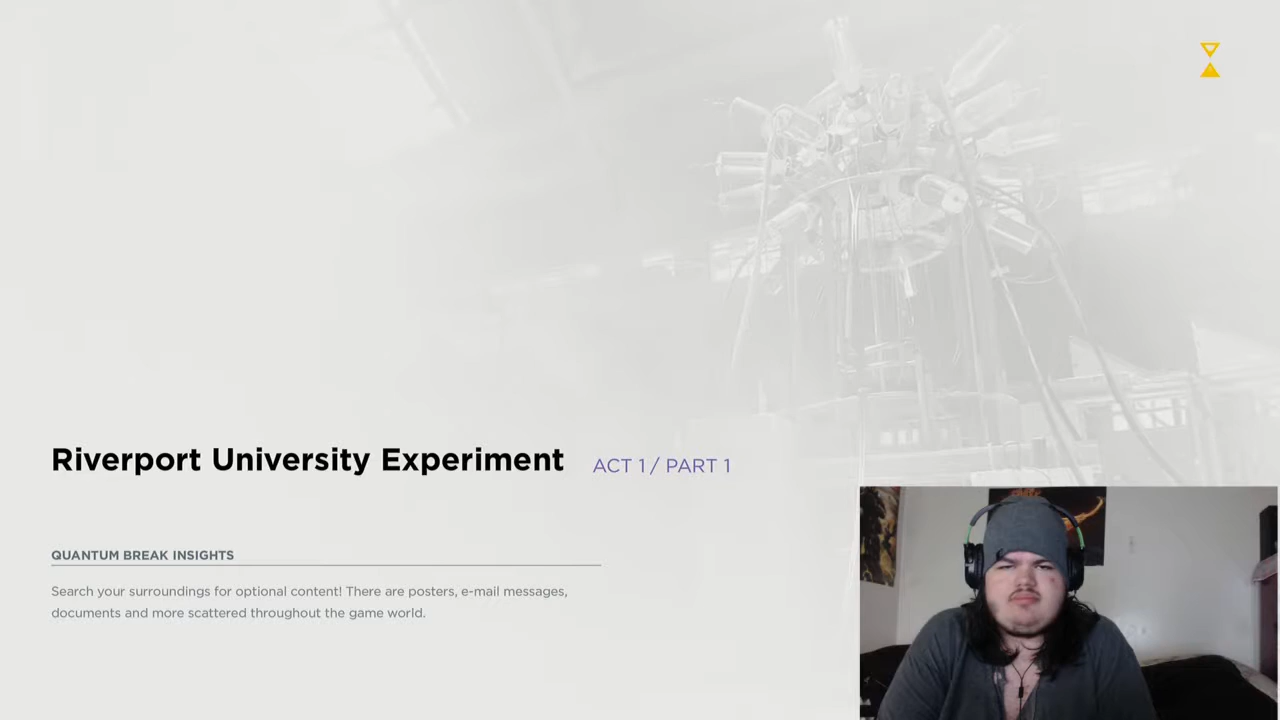 Riverport University Experiment ACT 1 / PART 1
QUANTUM BREAK INSIGHTS
Search your surroundings for optional content! There are posters, e-mail messages,
documents and more scattered throughout the game world.